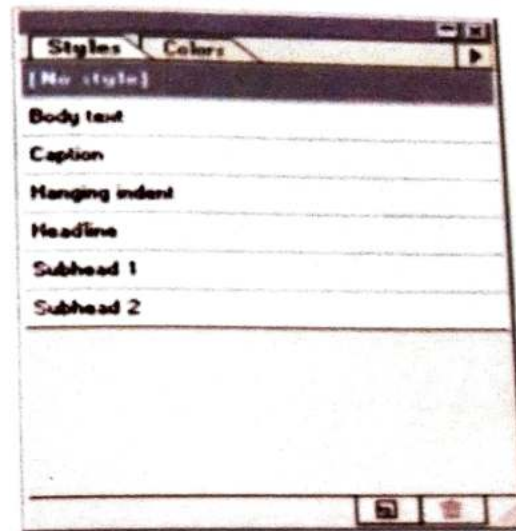 Styles Colors
[No style]
Body text
Caption
Hanging indent
Headline
Subhead 1
Subhead 2